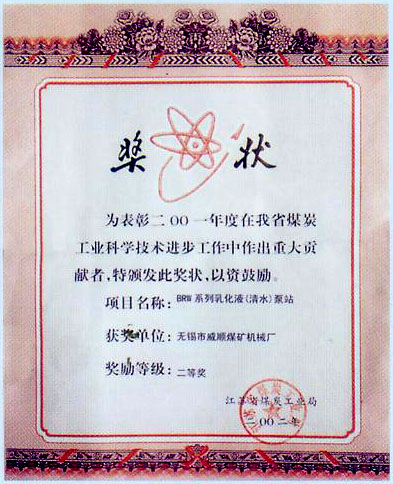 奖状
为表彰二〇〇一年度在我省煤炭
工业科学技术进步工作中作出重大贡
献者，特颁发此奖状，以资鼓励。
项目名称：BRW系列乳化液（清水）泵站
获奖单位：无锡市威顺煤矿机械厂
奖励等级：二等奖
江苏省煤炭工业局
二〇〇二年